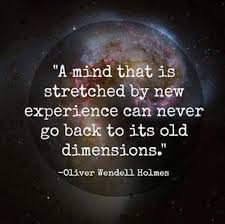 "A mind that is
stretched by new
experience can never
go back to its old
dimensions."
-Oliver Wendell Holmes